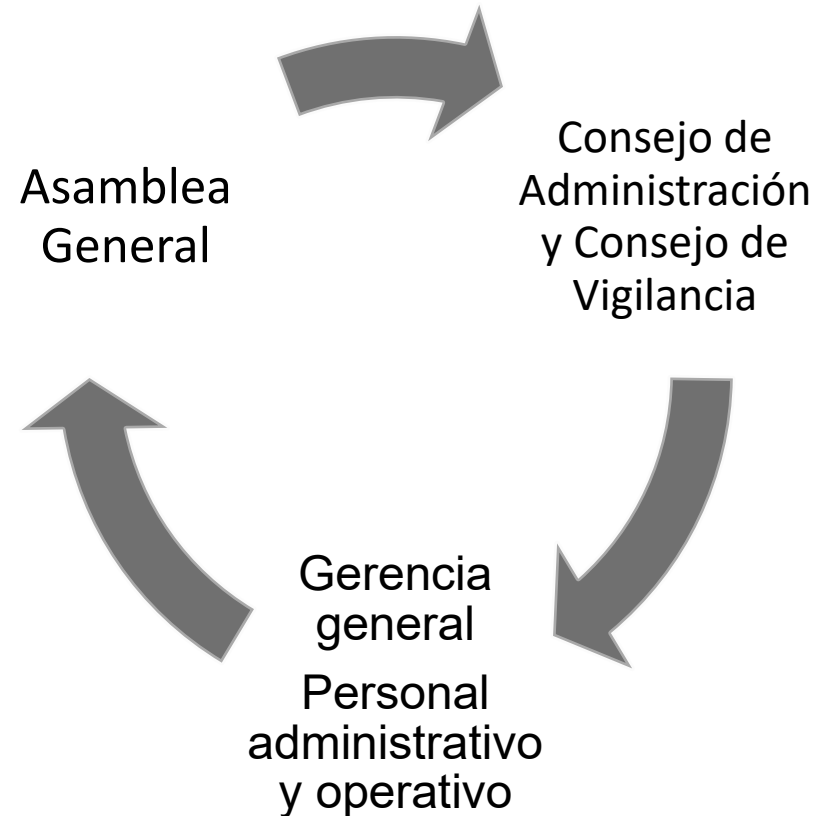 Asamblea
General
Consejo de
Administración
y Consejo de
Vigilancia
Gerencia
general
Personal
administrativo
y operativo